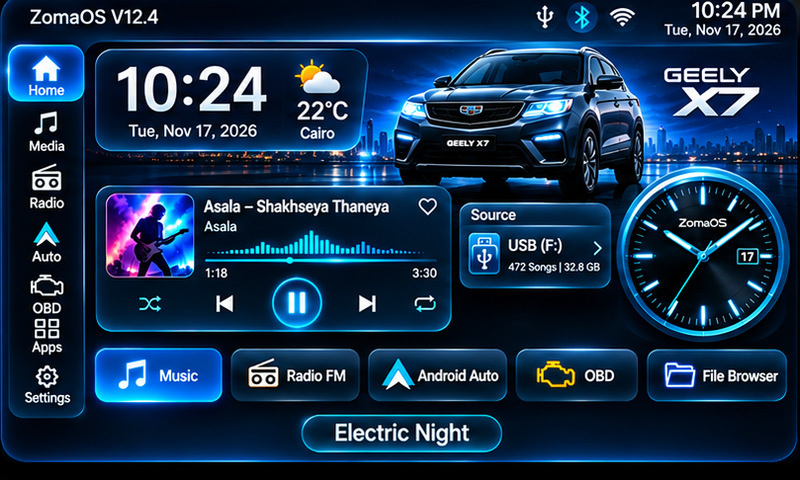 ZomaOS V12.4
10:24 PM
Tue, Nov 17, 2026
Home
Media
Radio
Auto
OBD
Apps
Settings
10:24
Tue, Nov 17, 2026
22°C
Cairo
GEELY
X7
GEELY X7
Asala – Shakhseya Thaneya
Asala
1:18
3:30
Source
USB (F:)
472 Songs | 32.8 GB
ZomaOS
17
Music
Radio FM
Android Auto
OBD
File Browser
Electric Night